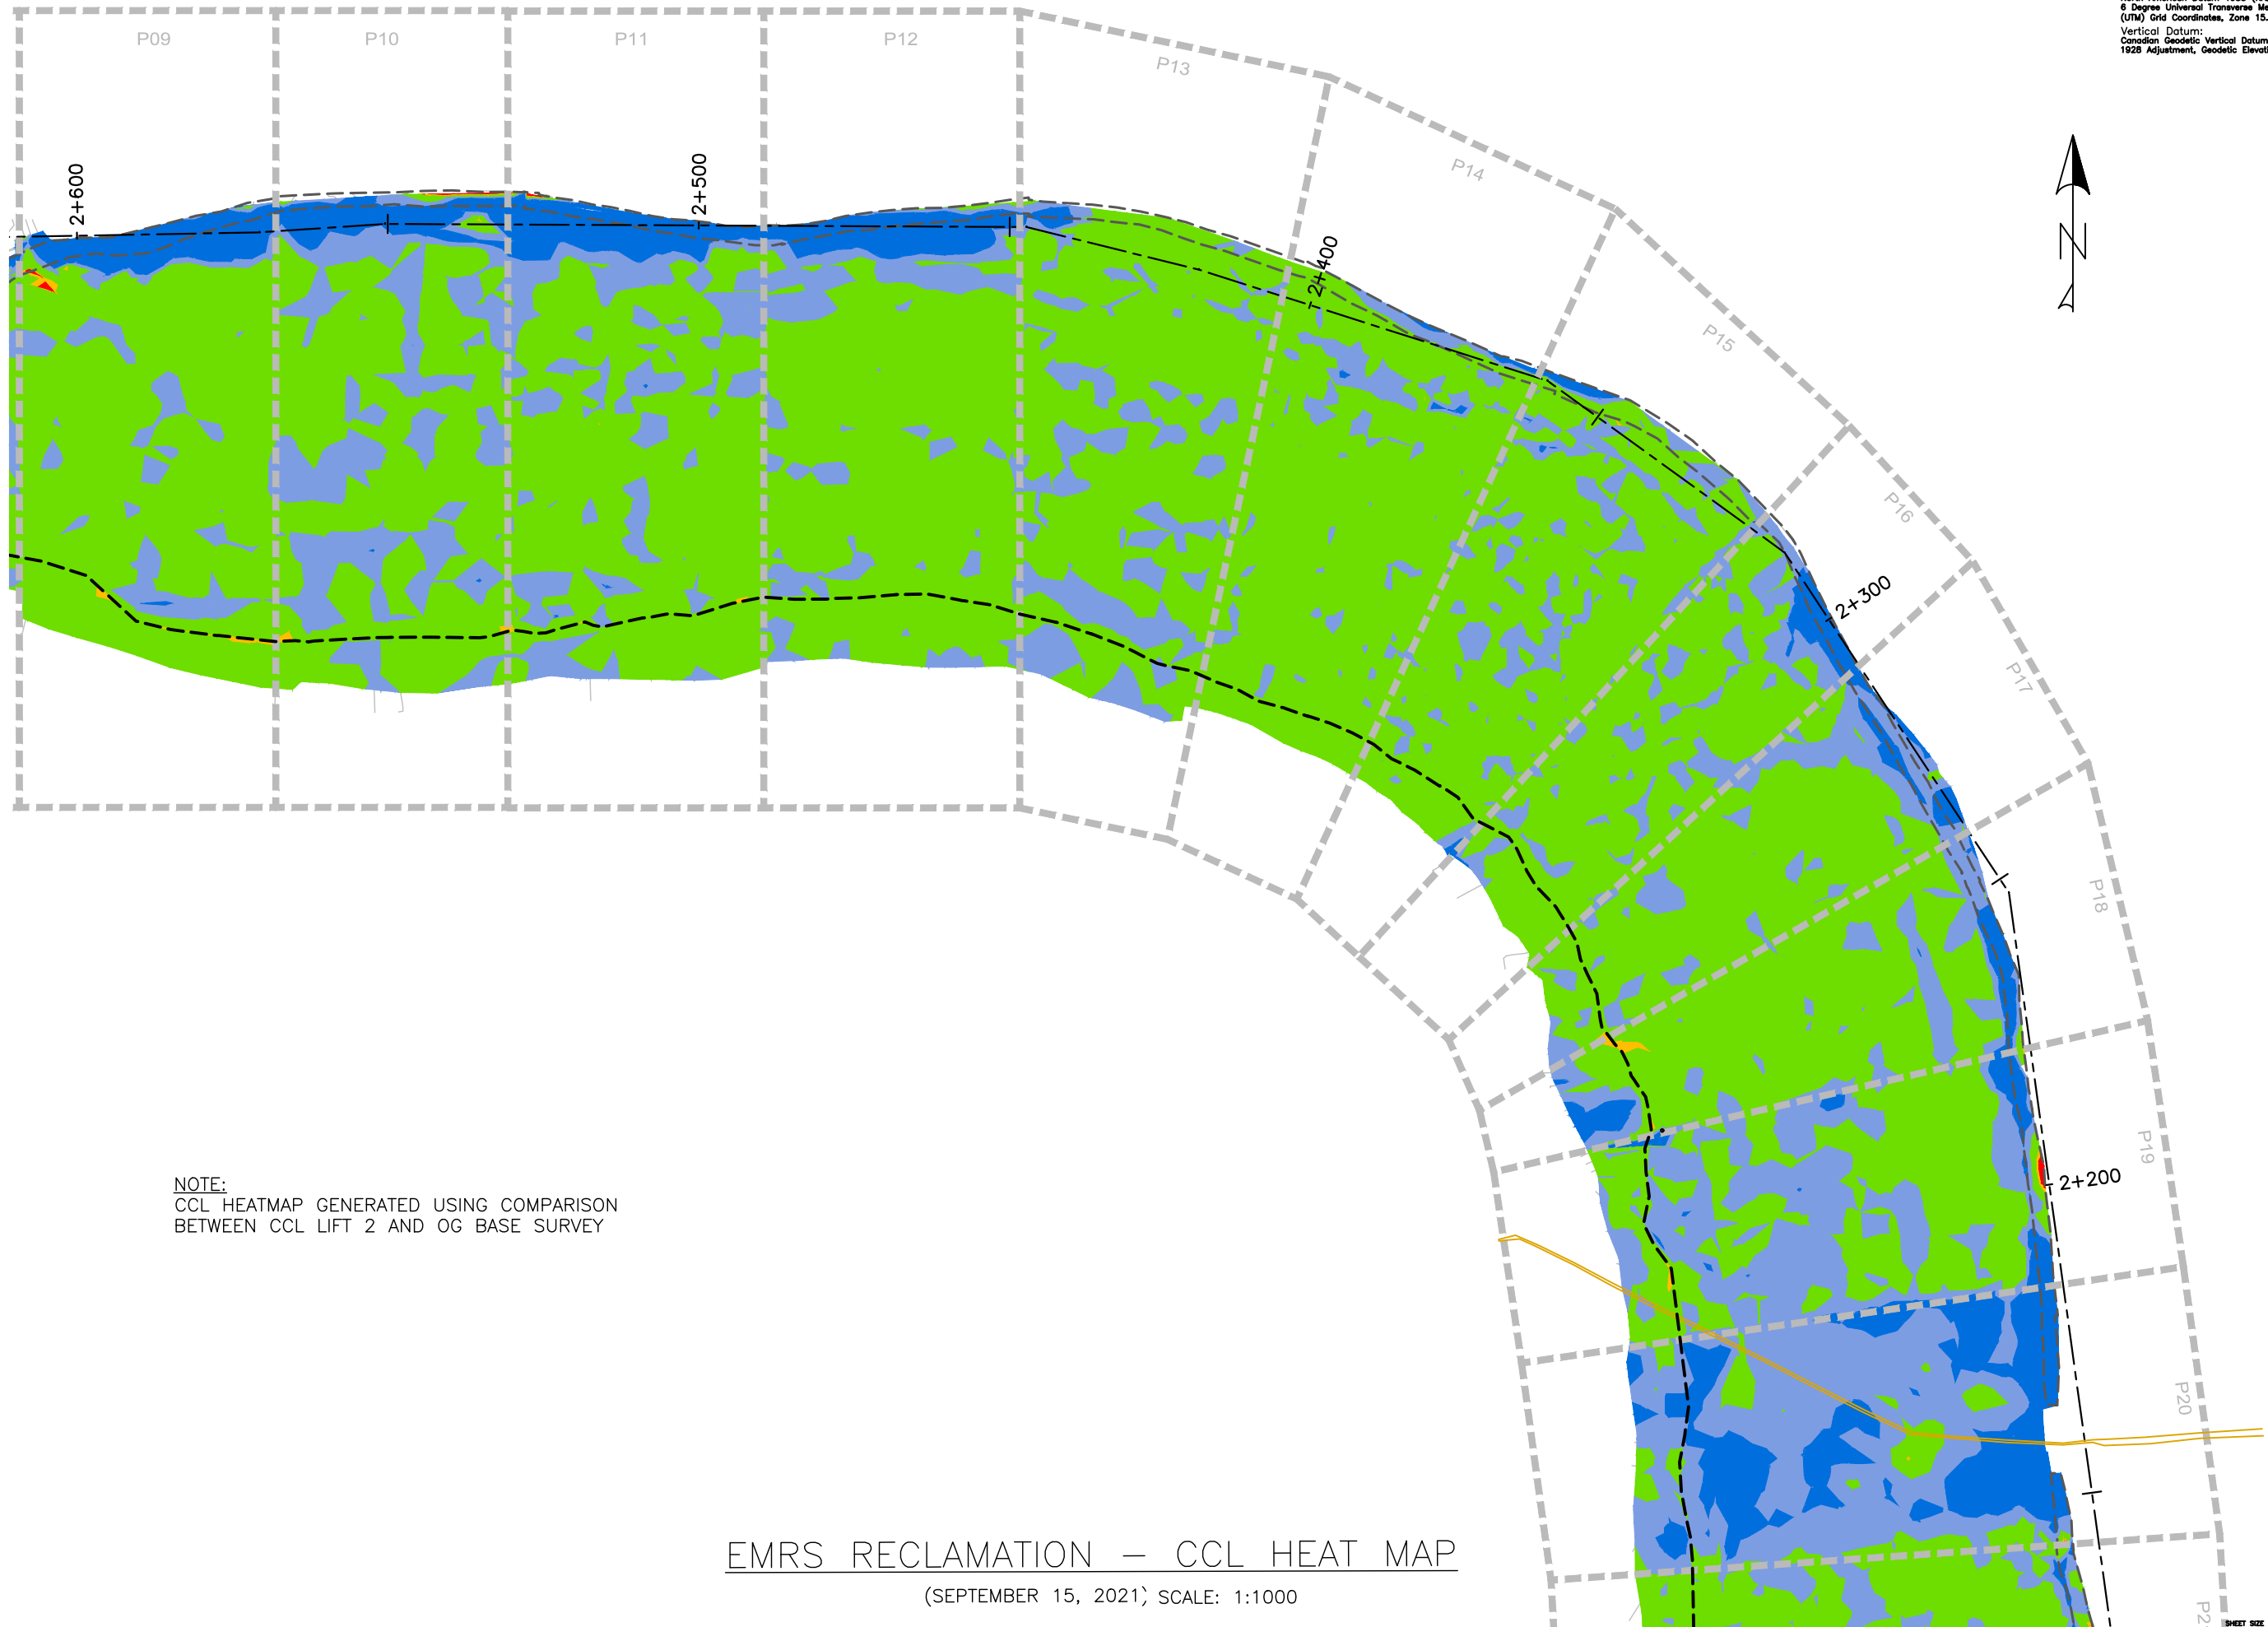 6 Degree Universal Transverse
(UTM) Grid Coordinates, Zone 15.
Vertical Datum:
Canadian Geodetic Vertical Datum
1928 Adjustment, Geodetic
P09
P10
P11
P12
P13
P14
P15
P16
P17
P18
P19
P20
2+600
2+500
2+400
2+300
2+200
N
NOTE:
CCL HEATMAP GENERATED USING COMPARISON
BETWEEN CCL LIFT 2 AND OG BASE SURVEY
EMRS RECLAMATION – CCL HEAT MAP
(SEPTEMBER 15, 2021) SCALE: 1:1000
SHEET SIZE